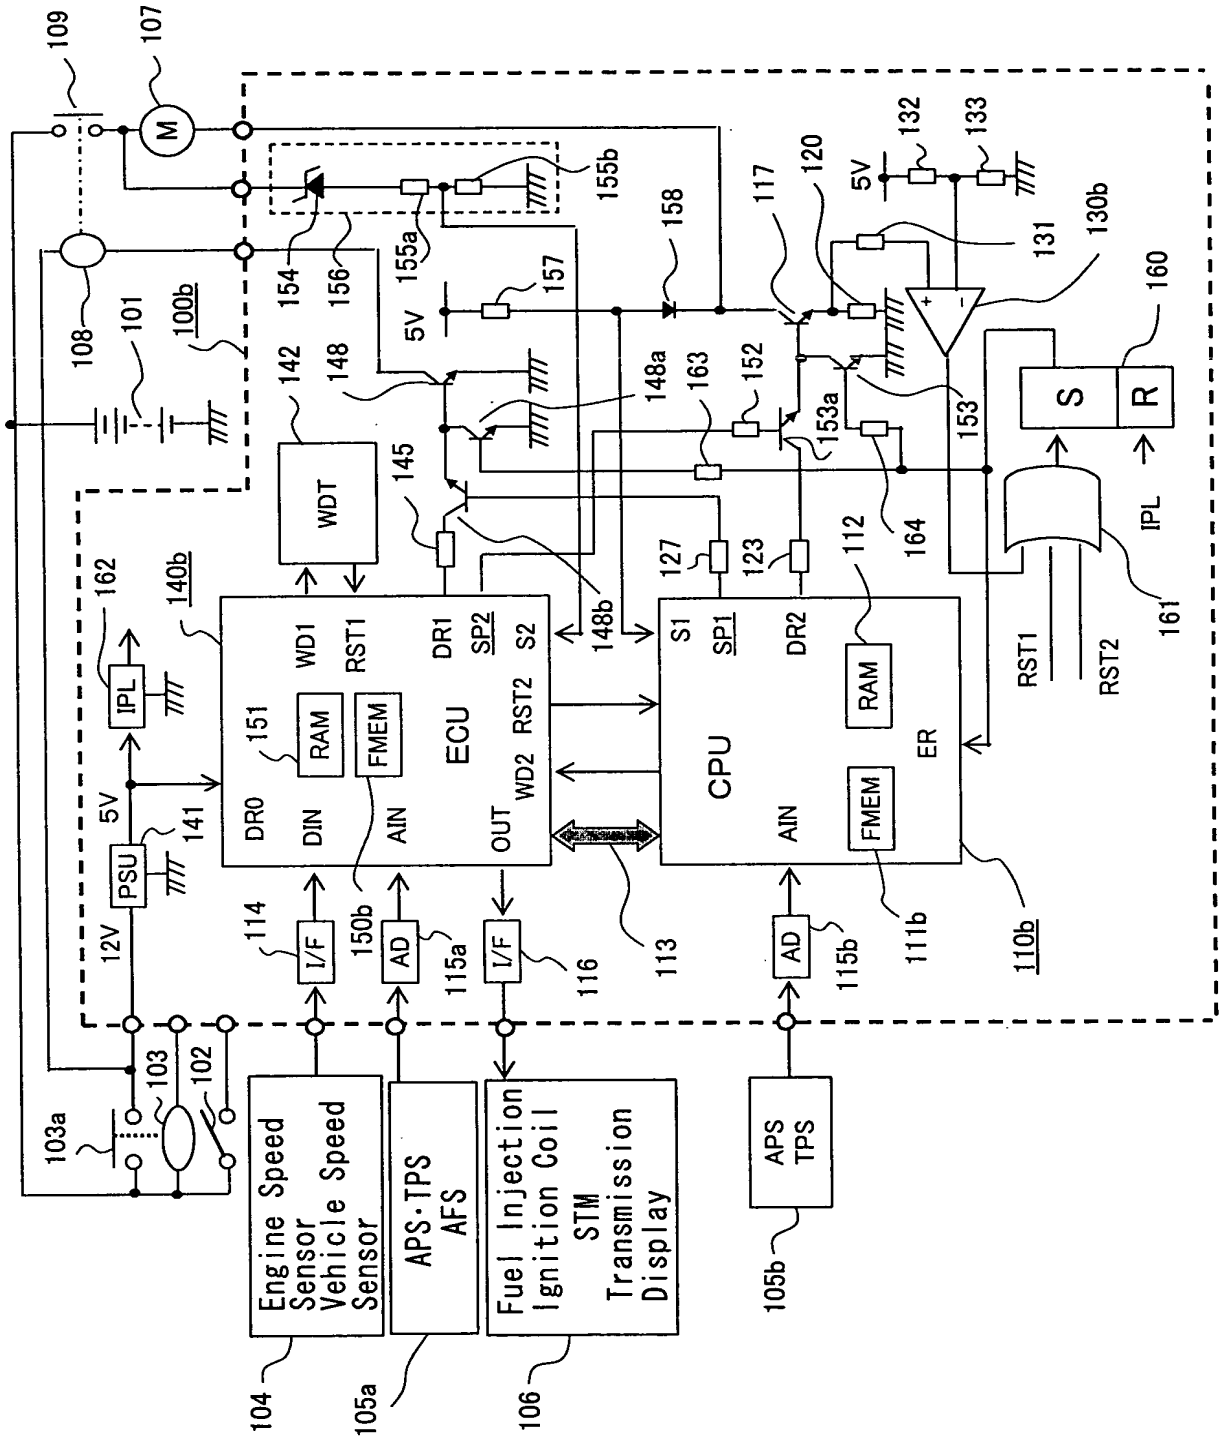 103a
103
102
12V
PSU
141
5V
IPL
162
140b
101
100b
108
109
107
M
154
156
155a
155b
142
WDT
148
145
148a
148b
5V
157
158
163
152
153a
117
120
153
164
5V
132
133
131
130b
160
S
R
IPL
161
RST1
RST2
WD1
RST1
DR1
SP2
S2
DR0
DIN
AIN
OUT
WD2
RST2
151
RAM
FMEM
150b
ECU
114
I/F
AD
115a
I/F
116
113
127
123
S1
SP1
DR2
ER
112
RAM
CPU
AIN
FMEM
111b
110b
AD
115b
Engine Speed
Sensor
Vehicle Speed
Sensor
104
APS·TPS
AFS
105a
Fuel Injection
Ignition Coil
STM
Transmission
Display
106
APS
TPS
105b